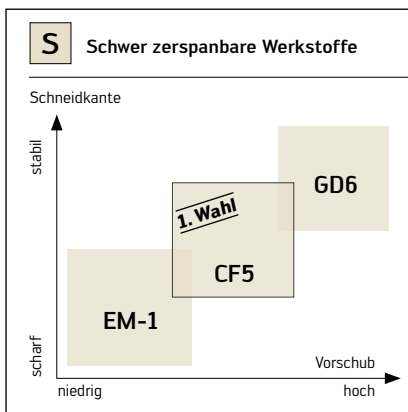 S Schwer zerspanbare Werkstoffe
Schneidkante
stabil
GD6
1. Wahl
CF5
EM-1
scharf
Vorschub
niedrig hoch